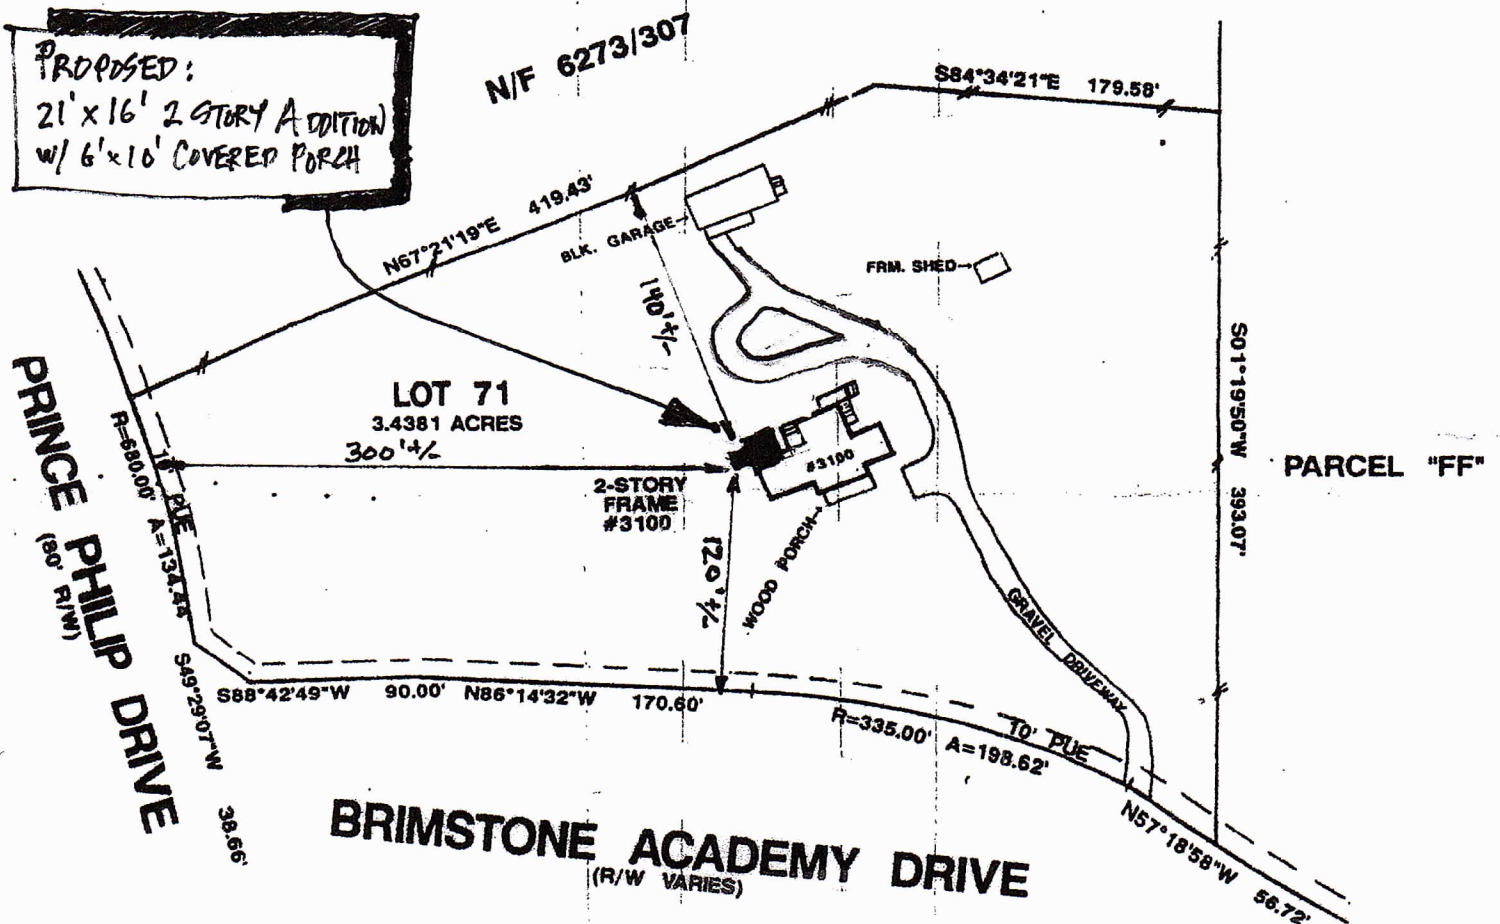 PROPOSED:
21' x 16' 2 STORY ADDITION
w/ 6'x10' COVERED PORCH
N/F 6273/307
S84°34'21"E 179.58'
N67°21'19"E 419.43'
BLK. GARAGE
FRM. SHED
140'+/-
LOT 71
3.4381 ACRES
300'+/-
#3100
2-STORY
FRAME
#3100
WOOD PORCH
120'+/-
S01°19'50"W 393.07'
PARCEL "FF"
PRINCE PHILIP DRIVE
(80' R/W)
R=680.00' A=134.44'
10' PUE
S49°29'07"W 38.66'
S88°42'49"W 90.00' N86°14'32"W 170.60'
R=335.00' A=198.62'
10' PUE
GRAVEL DRIVEWAY
N57°18'58"W 56.72'
BRIMSTONE ACADEMY DRIVE
(R/W VARIES)